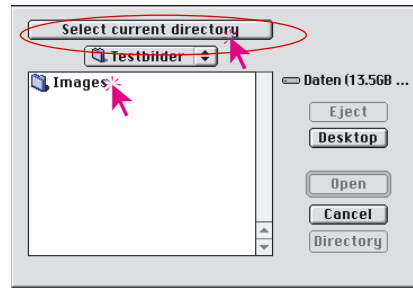 Select current directory
Testbilder
Images
Daten (13.5GB ...
Eject
Desktop
Open
Cancel
Directory